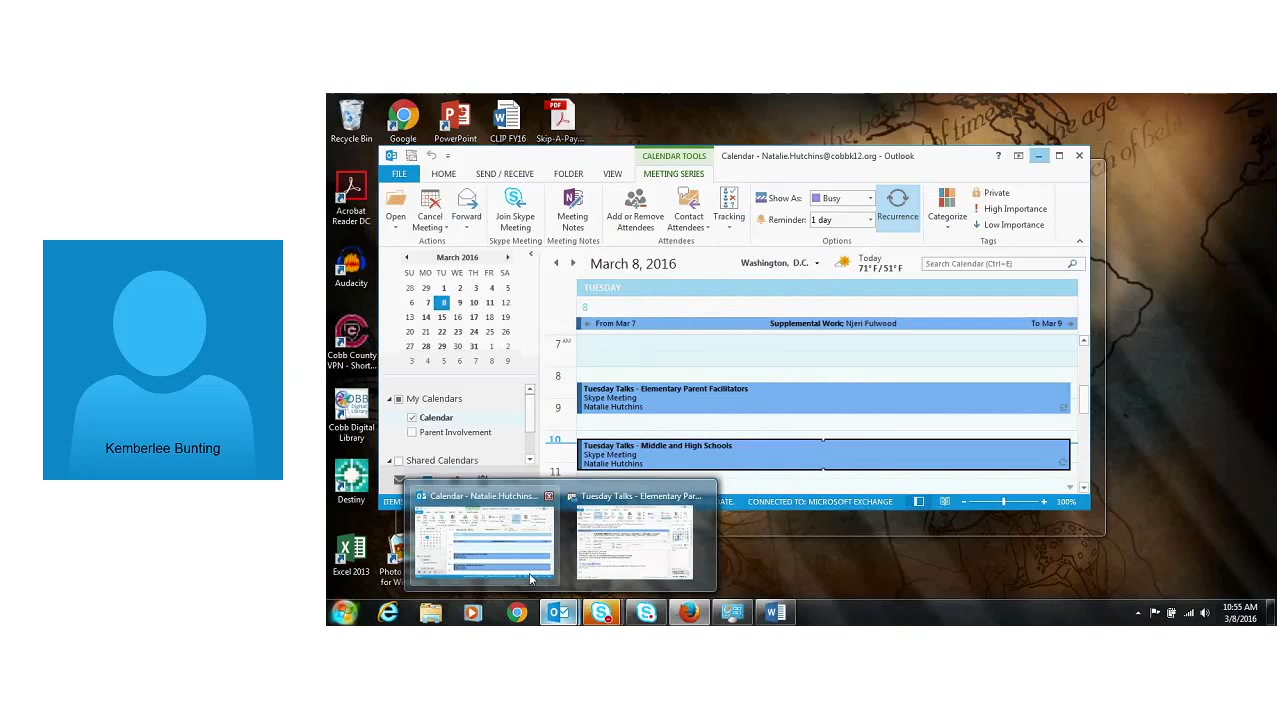 Kemberlee Bunting
Recycle Bin
Google
PowerPoint
CLIP FY16
Skip-A-Pay...
PDF
the age
of time
Acrobat
Reader DC
Audacity
Cobb County
VPN - Short...
Cobb Digital
Library
Destiny
Excel 2013
Photo
for Wi
CALENDAR TOOLS
Calendar - Natalie.Hutchins@cobbk12.org - Outlook
FILE
HOME
SEND / RECEIVE
FOLDER
VIEW
MEETING SERIES
Open
Cancel
Meeting
Forward
Actions
Join Skype
Meeting
Skype Meeting
Meeting
Notes
Meeting Notes
Add or Remove
Attendees
Contact
Attendees
Tracking
Attendees
Show As:
Busy
Reminder:
1 day
Recurrence
Options
Categorize
Private
High Importance
Low Importance
Tags
March 2016
SU MO TU WE TH FR SA
28 29 1 2 3 4 5
6 7 8 9 10 11 12
13 14 15 16 17 18 19
20 21 22 23 24 25 26
27 28 29 30 31 1 2
3 4 5 6 7 8 9
My Calendars
Calendar
Parent Involvement
Shared Calendars
March 8, 2016
Washington, D.C.
Today
71° F / 51° F
Search Calendar (Ctrl+E)
TUESDAY
8
From Mar 7
Supplemental Work; Njeri Fulwood
To Mar 9
7 AM
8
9
10
11
Tuesday Talks - Elementary Parent Facilitators
Skype Meeting
Natalie Hutchins
Tuesday Talks - Middle and High Schools
Skype Meeting
Natalie Hutchins
ITEMS
DATE.
CONNECTED TO: MICROSOFT EXCHANGE
100%
Calendar - Natalie.Hutchins...
Tuesday Talks - Elementary Par...
10:55 AM
3/8/2016